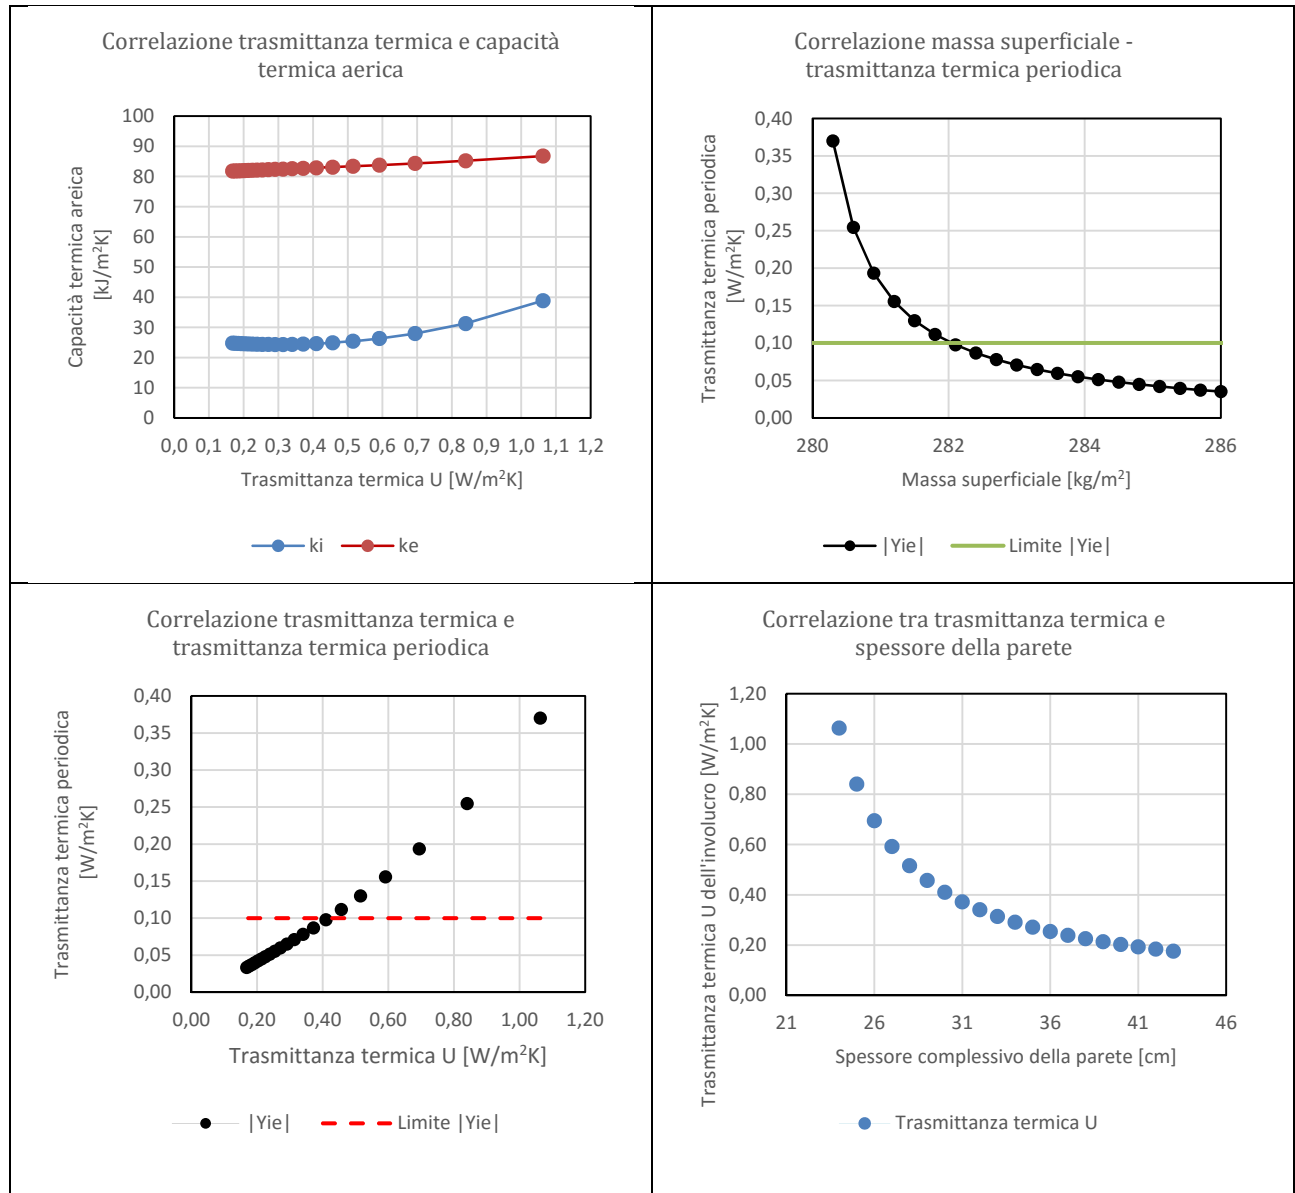 Correlazione trasmittanza termica e capacità
termica aerica
Capacità termica areica
[kJ/m²K]
100
90
80
70
60
50
40
30
20
10
0
0,0 0,1 0,2 0,3 0,4 0,5 0,6 0,7 0,8 0,9 1,0 1,1 1,2
Trasmittanza termica U [W/m²K]
ki ke
Correlazione massa superficiale -
trasmittanza termica periodica
Trasmittanza termica periodica
[W/m²K]
0,40
0,35
0,30
0,25
0,20
0,15
0,10
0,05
0,00
280 282 284 286
Massa superficiale [kg/m²]
|Yie| Limite |Yie|
Correlazione trasmittanza termica e
trasmittanza termica periodica
Trasmittanza termica periodica
[W/m²K]
0,40
0,35
0,30
0,25
0,20
0,15
0,10
0,05
0,00
0,00 0,20 0,40 0,60 0,80 1,00 1,20
Trasmittanza termica U [W/m²K]
|Yie| Limite |Yie|
Correlazione tra trasmittanza termica e
spessore della parete
Trasmittanza termica U dell'involucro [W/m²K]
1,20
1,00
0,80
0,60
0,40
0,20
0,00
21 26 31 36 41 46
Spessore complessivo della parete [cm]
Trasmittanza termica U